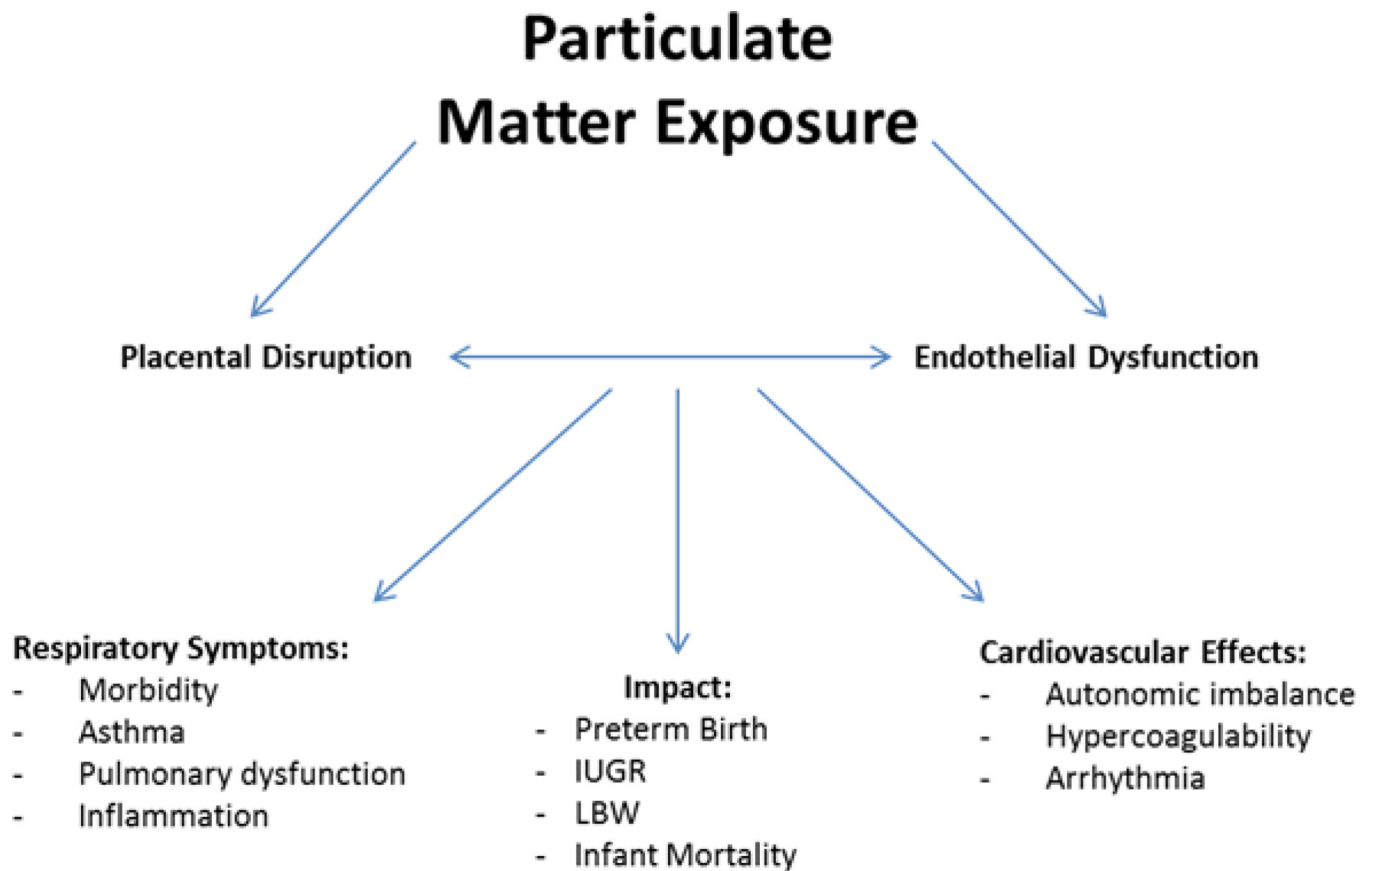 Particulate
Matter Exposure
Placental Disruption
Endothelial Dysfunction
Respiratory Symptoms:
- Morbidity
- Asthma
- Pulmonary dysfunction
- Inflammation
Impact:
- Preterm Birth
- IUGR
- LBW
- Infant Mortality
Cardiovascular Effects:
- Autonomic imbalance
- Hypercoagulability
- Arrhythmia